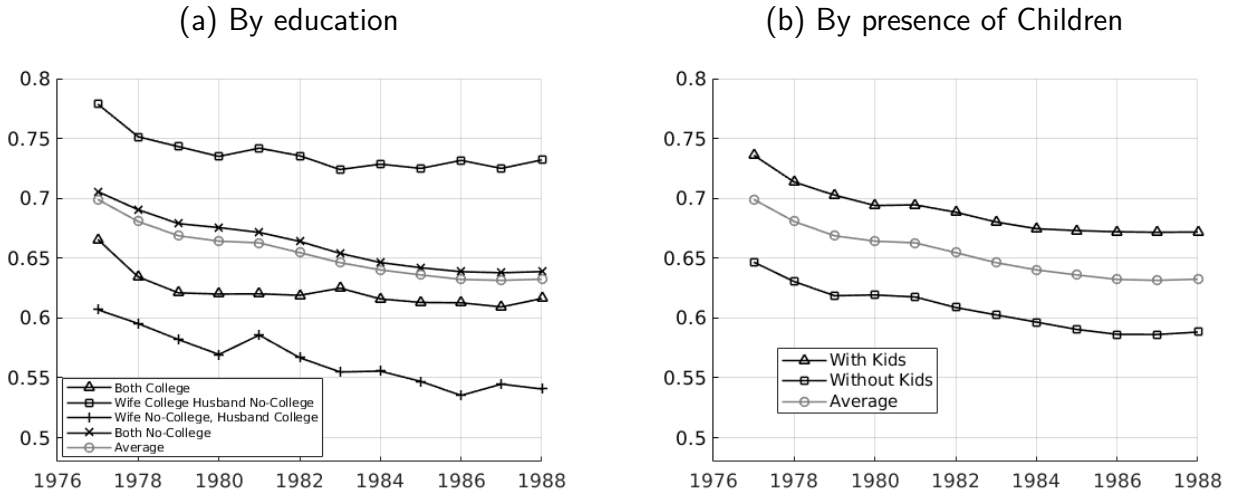 (a) By education
0.8
0.75
0.7
0.65
0.6
0.55
0.5
Both College
Wife College Husband No-College
Wife No-College, Husband College
Both No-College
Average
1976 1978 1980 1982 1984 1986 1988
(b) By presence of Children
0.8
0.75
0.7
0.65
0.6
0.55
0.5
With Kids
Without Kids
Average
1976 1978 1980 1982 1984 1986 1988